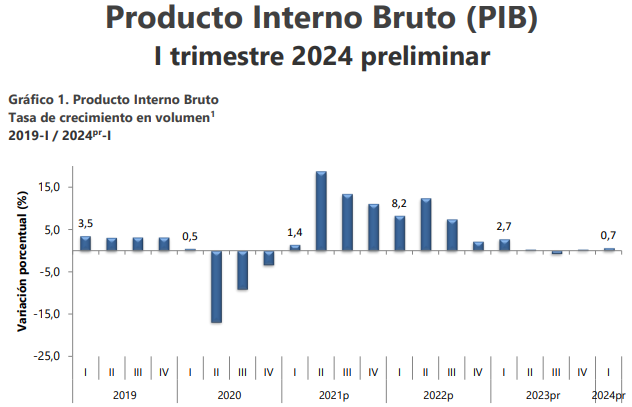 Producto Interno Bruto (PIB)
I trimestre 2024 preliminar
Gráfico 1. Producto Interno Bruto
Tasa de crecimiento en volumen¹
2019-I / 2024ᵖʳ-I
Variación porcentual (%)
15,0
5,0
-5,0
-15,0
-25,0
3,5
0,5
1,4
8,2
2,7
0,7
I II III IV I II III IV I II III IV I II III IV I II III IV I
2019 2020 2021p 2022p 2023pr 2024pr